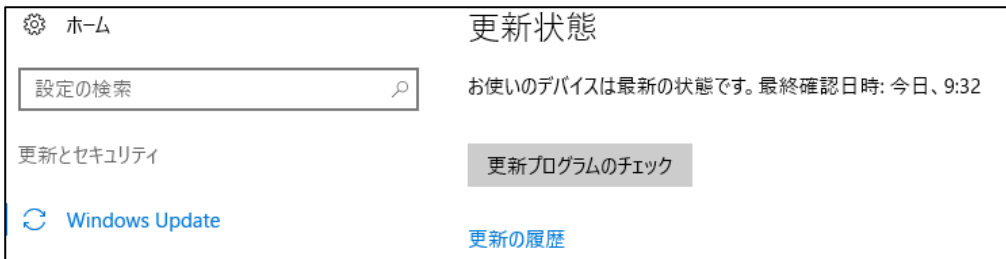 ホーム
設定の検索
更新とセキュリティ
Windows Update
更新状態
お使いのデバイスは最新の状態です。最終確認日時: 今日、9:32
更新プログラムのチェック
更新の履歴